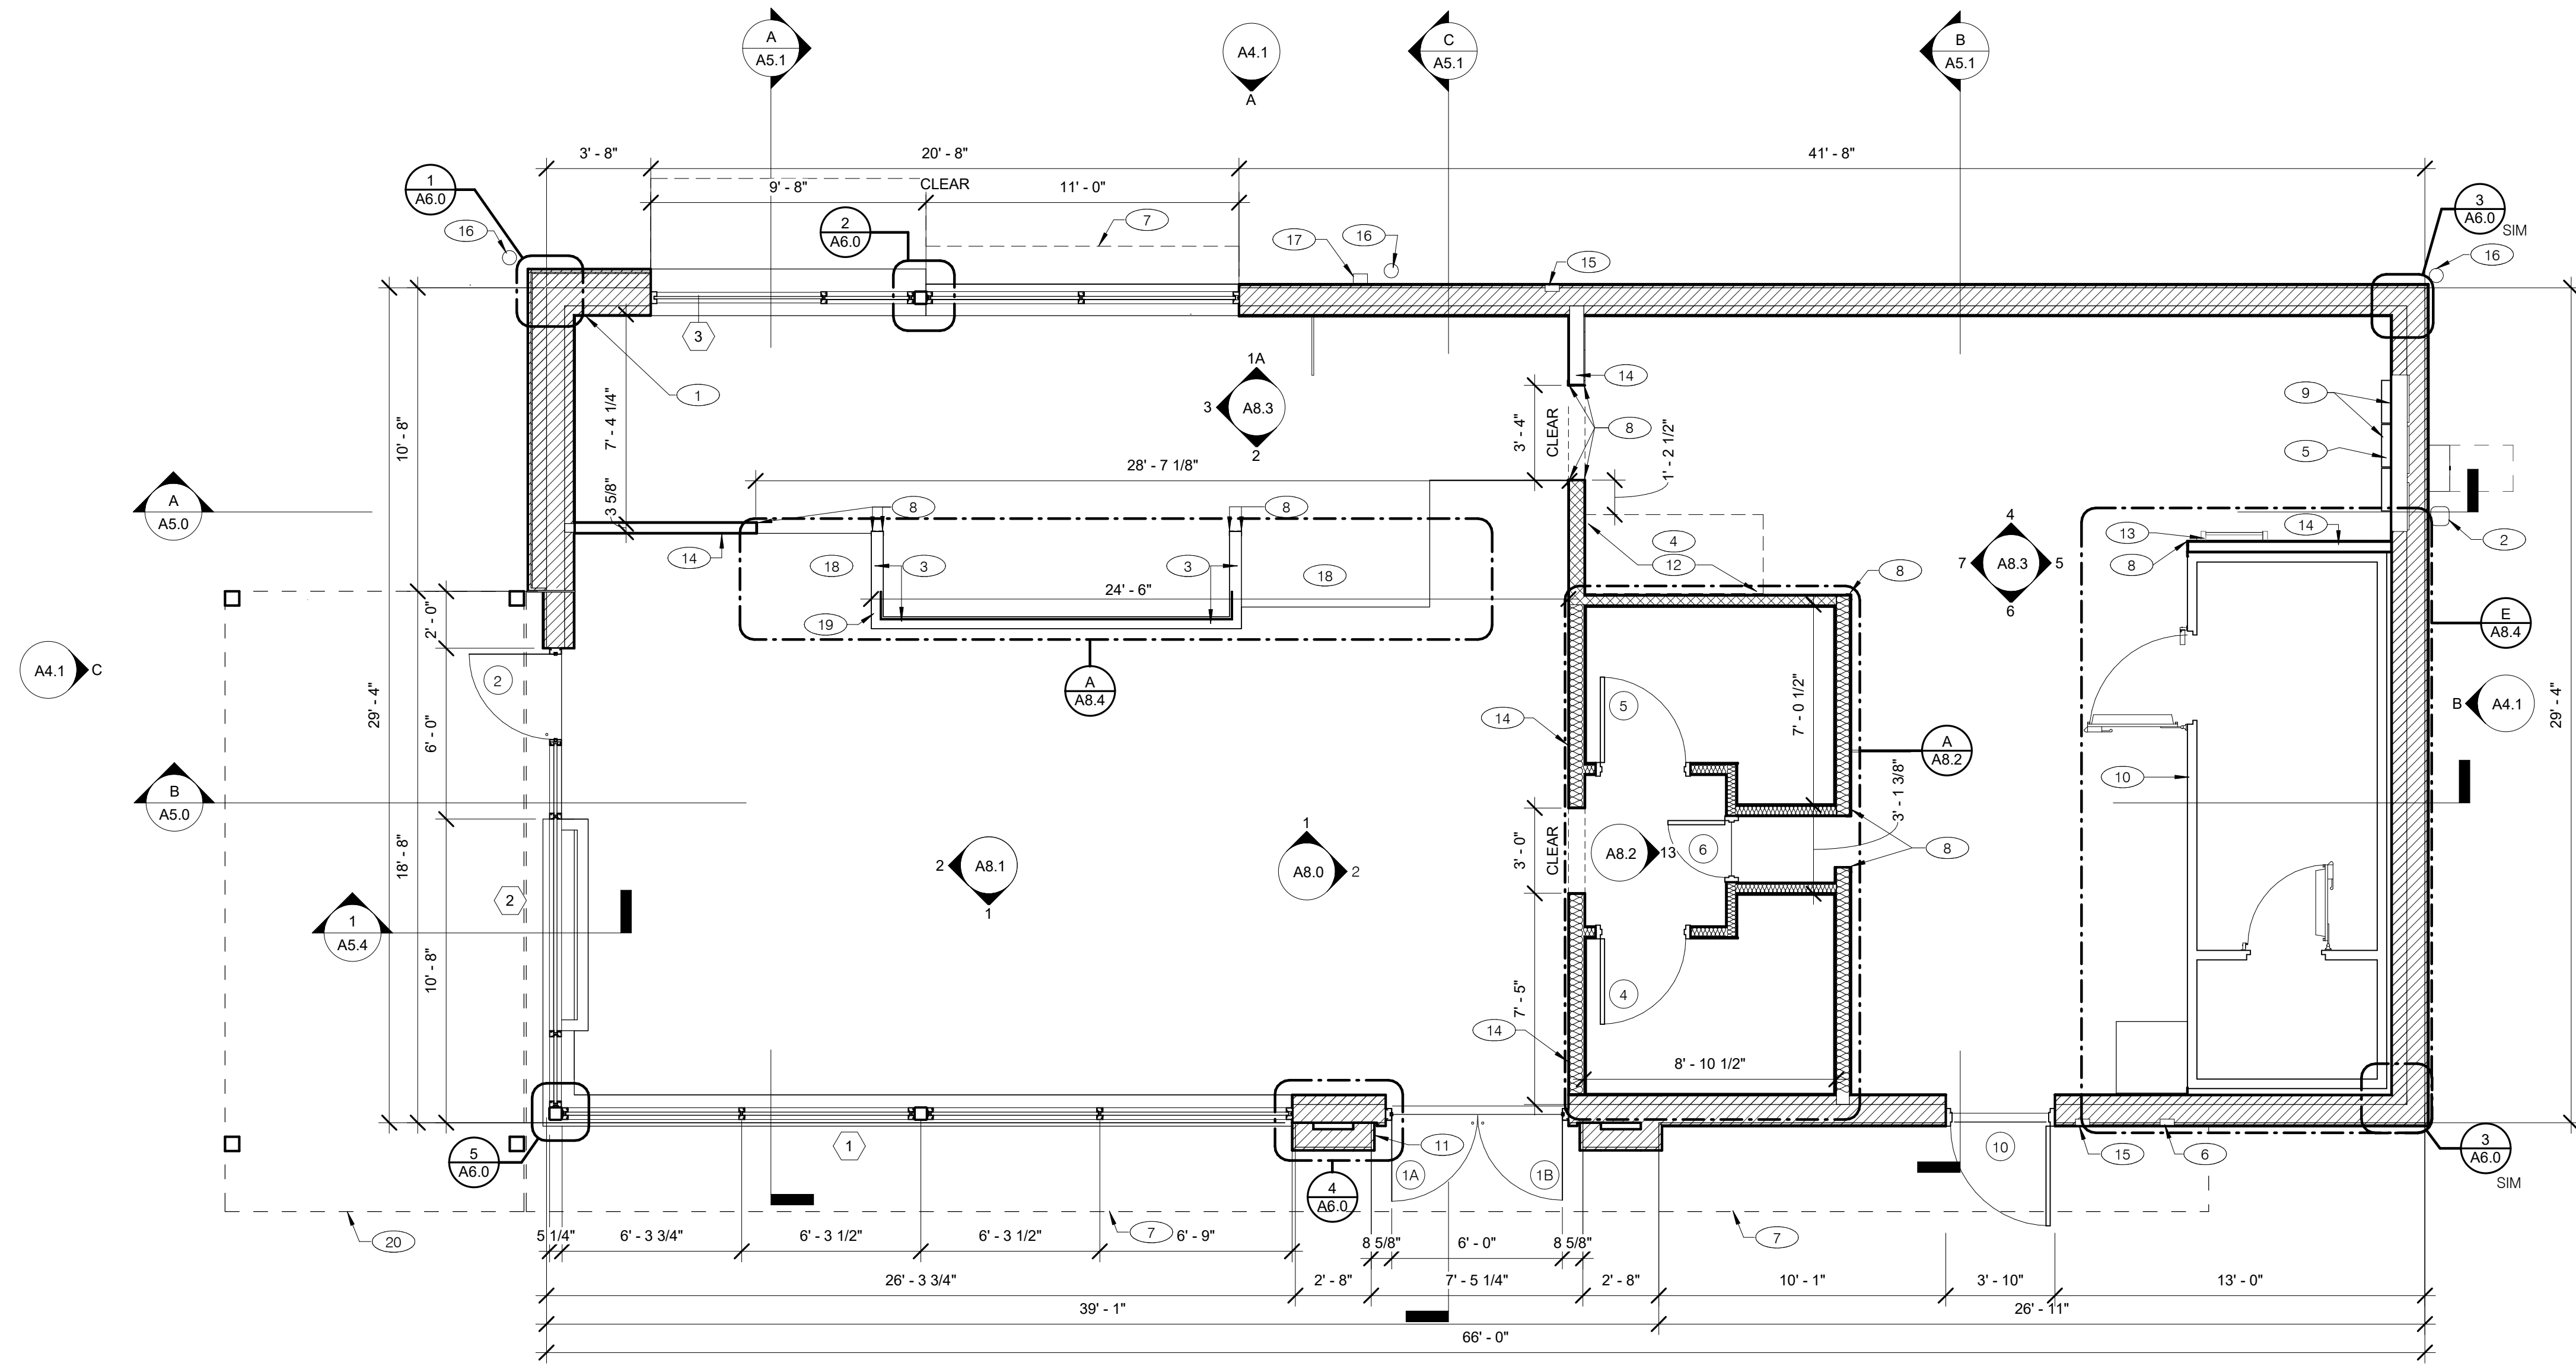 A
A5.1
A4.1
A
C
A5.1
B
A5.1
3' - 8"
20' - 8"
41' - 8"
9' - 8"
CLEAR
11' - 0"
1
A6.0
16
2
A6.0
7
17
16
15
3
A6.0
SIM
16
3
1
7' - 4 1/4"
3 5/8"
1A
3
A8.3
2
14
3' - 4"
CLEAR
8
1' - 2 1/2"
9
5
10' - 8"
28' - 7 1/8"
A
A5.0
8
8
14
18
3
3
18
4
12
8
24' - 6"
19
4
7
A8.3
5
6
13
14
8
2
E
A8.4
2' - 0"
A4.1
C
29' - 4"
2
6' - 0"
A
A8.4
14
5
7' - 0 1/2"
A
A8.2
3' - 1 3/8"
10
B
A4.1
29' - 4"
B
A5.0
18' - 8"
2
A8.1
1
1
A8.0
2
3' - 0"
CLEAR
A8.2
13
6
8
2
1
A5.4
10' - 8"
7' - 5"
4
14
8' - 10 1/2"
5
A6.0
1
11
4
A6.0
1A
1B
10
15
6
3
A6.0
SIM
20
7
7
5 1/4"
6' - 3 3/4"
6' - 3 1/2"
6' - 3 1/2"
6' - 9"
8 5/8"
6' - 0"
8 5/8"
26' - 3 3/4"
2' - 8"
7' - 5 1/4"
2' - 8"
10' - 1"
3' - 10"
13' - 0"
39' - 1"
26' - 11"
66' - 0"